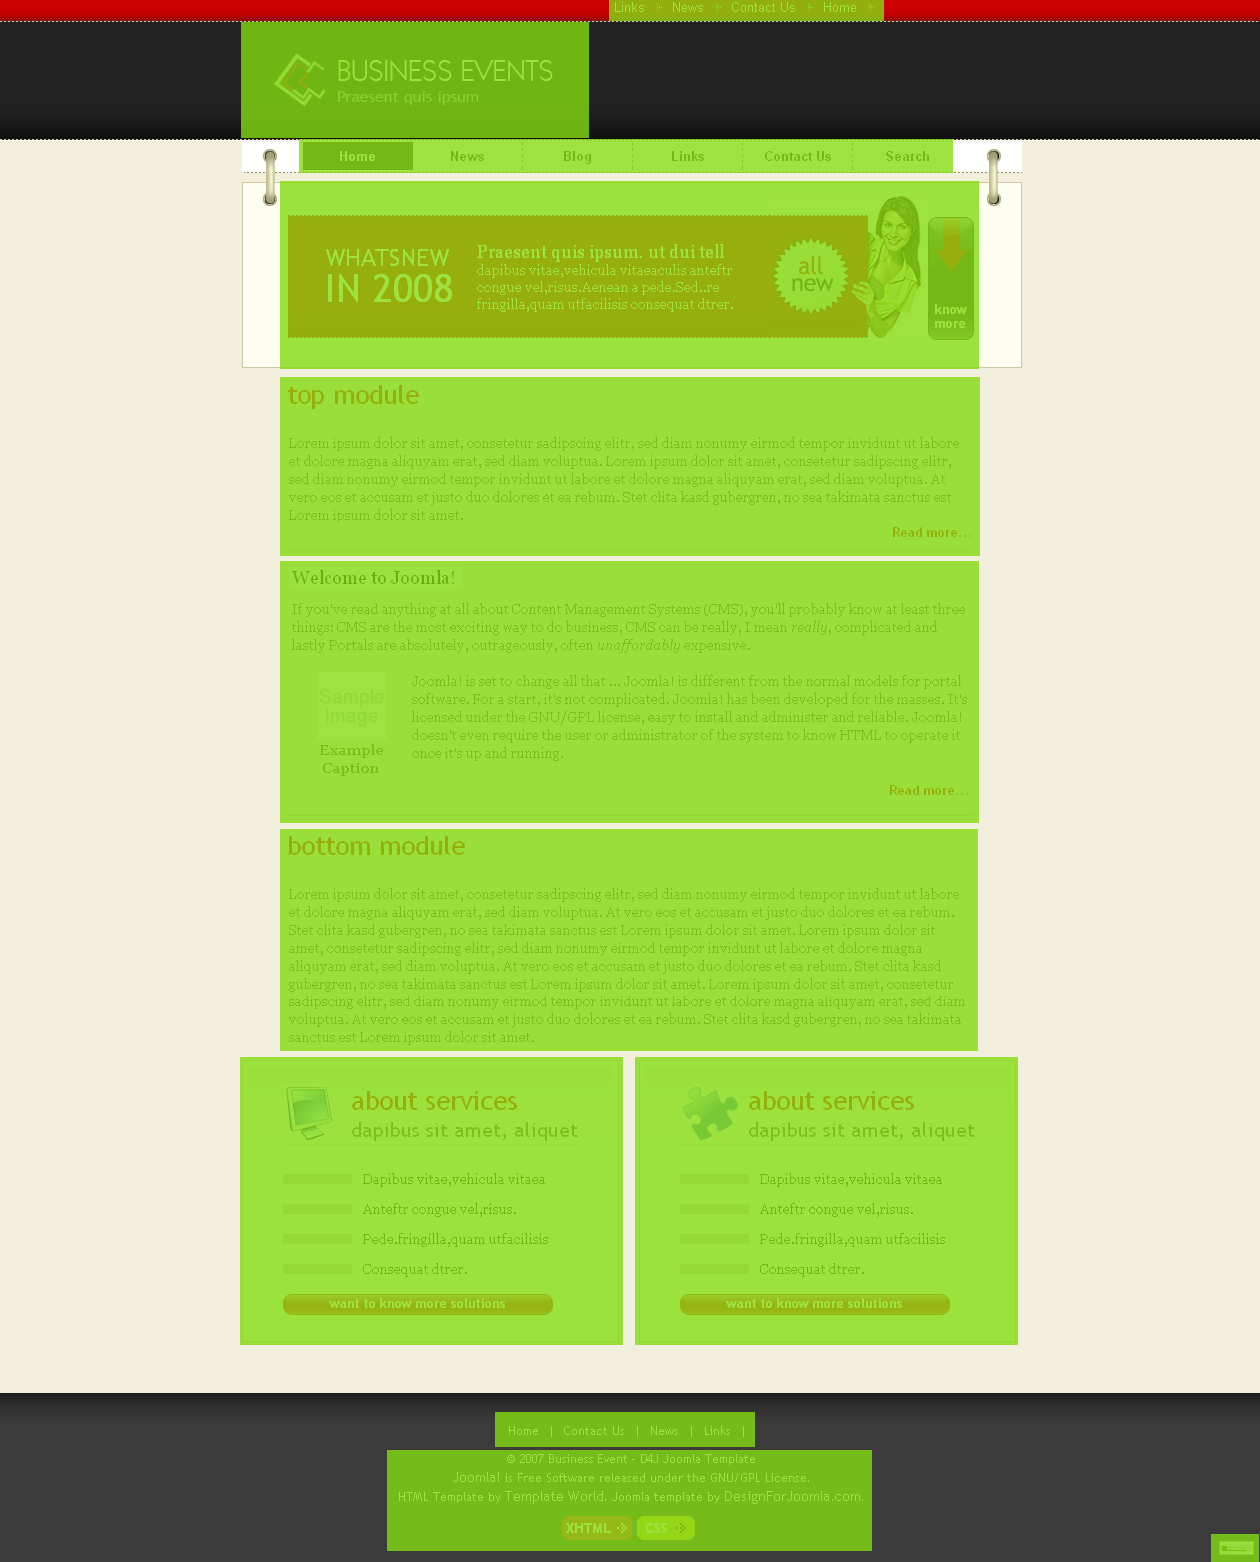 Links News Contact Us Home
BUSINESS EVENTS
Praesent quis ipsum
Home News Blog Links Contact Us Search
WHATSNEW
IN 2008
Praesent quis ipsum. ut dui tell
dapibus vitae,vehicula vitaeaculis anteftr
congue vel,risus.Aenean a pede.Sed..re
fringilla,quam utfacilisis consequat dtrer.
all
new
know
more
top module
Lorem ipsum dolor sit amet, consetetur sadipscing elitr, sed diam nonumy eirmod tempor invidunt ut labore
et dolore magna aliquyam erat, sed diam voluptua. Lorem ipsum dolor sit amet, consetetur sadipscing elitr,
sed diam nonumy eirmod tempor invidunt ut labore et dolore magna aliquyam erat, sed diam voluptua. At
vero eos et accusam et justo duo dolores et ea rebum. Stet clita kasd gubergren, no sea takimata sanctus est
Lorem ipsum dolor sit amet.
Read more...
Welcome to Joomla!
If you've read anything at all about Content Management Systems (CMS), you'll probably know at least three
things: CMS are the most exciting way to do business, CMS can be really, I mean really, complicated and
lastly Portals are absolutely, outrageously, often unaffordably expensive.
Sample
Image
Example
Caption
Joomla! is set to change all that ... Joomla! is different from the normal models for portal
software. For a start, it's not complicated. Joomla! has been developed for the masses. It's
licensed under the GNU/GPL license, easy to install and administer and reliable. Joomla!
doesn't even require the user or administrator of the system to know HTML to operate it
once it's up and running.
Read more...
bottom module
Lorem ipsum dolor sit amet, consetetur sadipscing elitr, sed diam nonumy eirmod tempor invidunt ut labore
et dolore magna aliquyam erat, sed diam voluptua. At vero eos et accusam et justo duo dolores et ea rebum.
Stet clita kasd gubergren, no sea takimata sanctus est Lorem ipsum dolor sit amet. Lorem ipsum dolor sit
amet, consetetur sadipscing elitr, sed diam nonumy eirmod tempor invidunt ut labore et dolore magna
aliquyam erat, sed diam voluptua. At vero eos et accusam et justo duo dolores et ea rebum. Stet clita kasd
gubergren, no sea takimata sanctus est Lorem ipsum dolor sit amet. Lorem ipsum dolor sit amet, consetetur
sadipscing elitr, sed diam nonumy eirmod tempor invidunt ut labore et dolore magna aliquyam erat, sed diam
voluptua. At vero eos et accusam et justo duo dolores et ea rebum. Stet clita kasd gubergren, no sea takimata
sanctus est Lorem ipsum dolor sit amet.
about services
dapibus sit amet, aliquet
Dapibus vitae,vehicula vitaea
Anteftr congue vel,risus.
Pede.fringilla,quam utfacilisis
Consequat dtrer.
want to know more solutions
about services
dapibus sit amet, aliquet
Dapibus vitae,vehicula vitaea
Anteftr congue vel,risus.
Pede.fringilla,quam utfacilisis
Consequat dtrer.
want to know more solutions
Home | Contact Us | News | Links |
© 2007 Business Event - D4J Joomla Template
Joomla! is Free Software released under the GNU/GPL License.
HTML Template by Template World. Joomla template by DesignForJoomla.com.
XHTML CSS